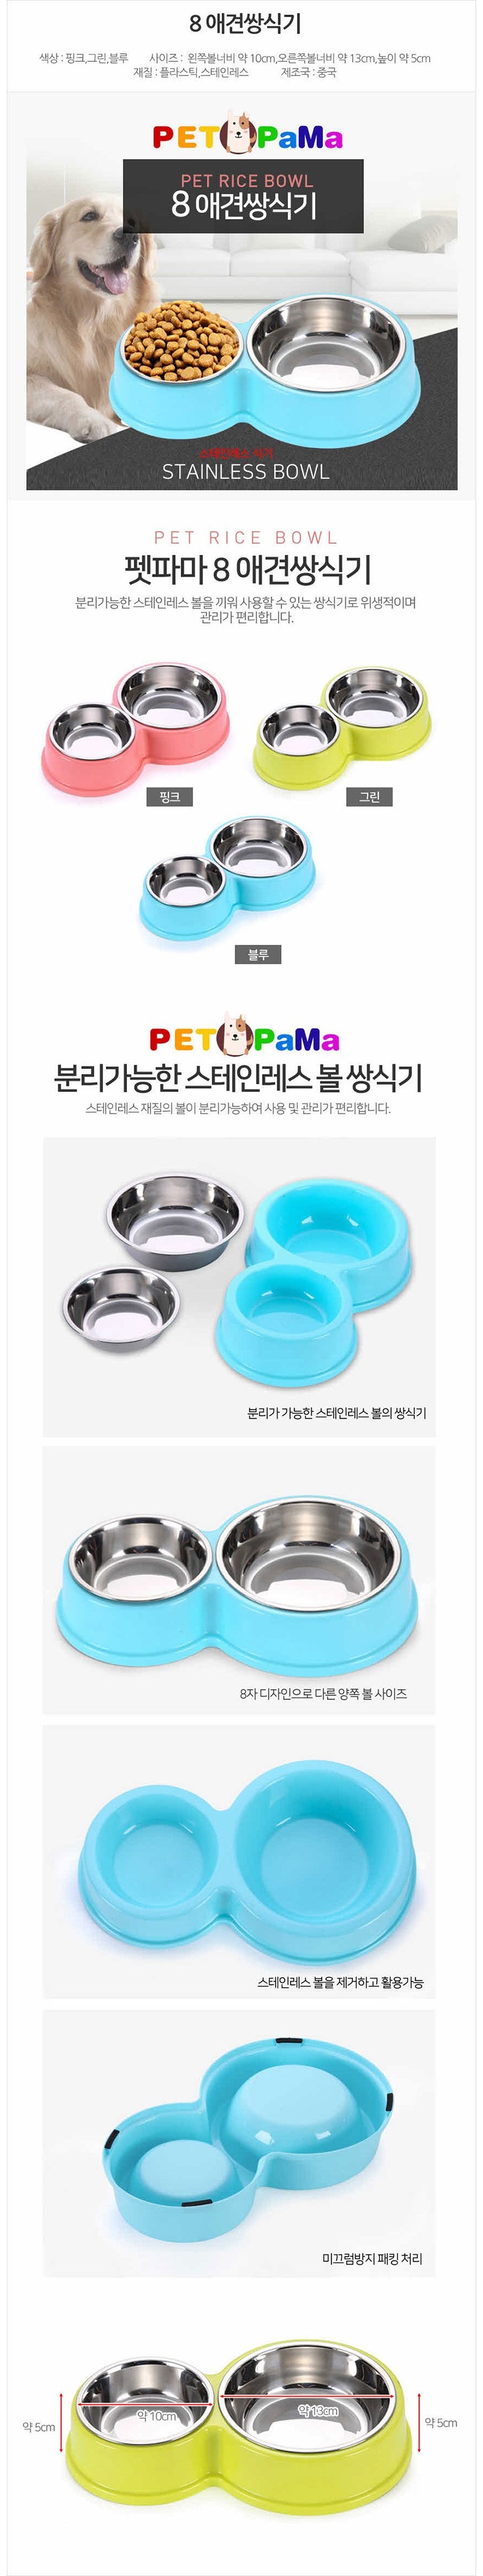 8 애견쌍식기
색상 : 핑크,그린,블루 사이즈 : 왼쪽볼너비 약 10cm,오른쪽볼너비 약 13cm,높이 약 5cm
재질 : 플라스틱,스테인레스 제조국 : 중국
PET PaMa
PET RICE BOWL
8 애견쌍식기
스테인레스 식기
STAINLESS BOWL
PET RICE BOWL
펫파마 8 애견쌍식기
분리가능한 스테인레스 볼을 끼워 사용할 수 있는 쌍식기로 위생적이며
관리가 편리합니다.
핑크
그린
블루
PET PaMa
분리가능한 스테인레스 볼 쌍식기
스테인레스 재질의 볼이 분리가능하여 사용 및 관리가 편리합니다.
분리가 가능한 스테인레스 볼의 쌍식기
8자 디자인으로 다른 양쪽 볼 사이즈
스테인레스 볼을 제거하고 활용가능
미끄럼방지 패킹 처리
약 10cm
약 13cm
약 5cm
약 5cm